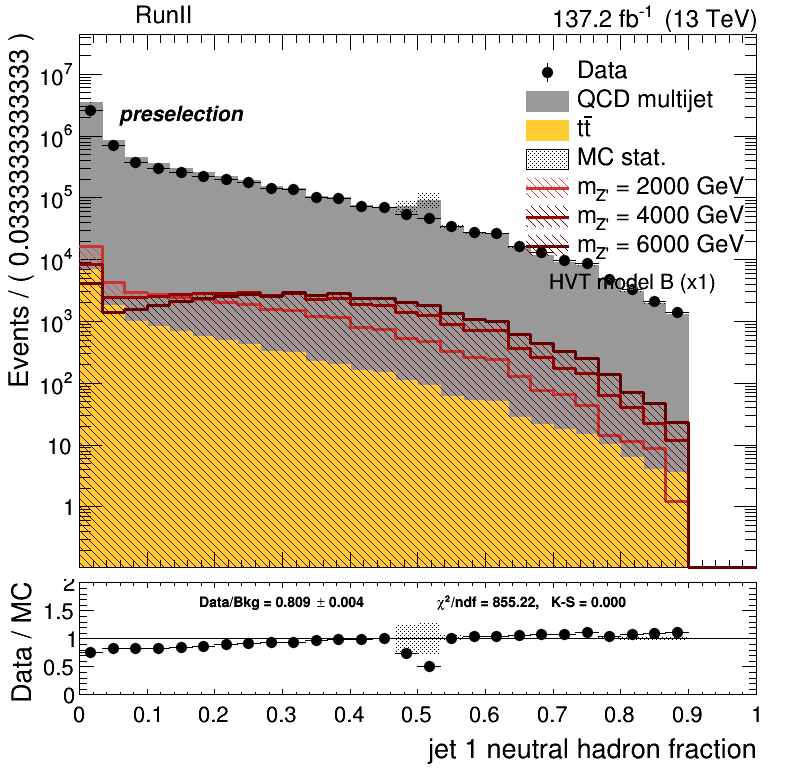 RunII 137.2 fb⁻¹ (13 TeV)
Events / ( 0.0333333333333 )
10⁷
10⁶
10⁵
10⁴
10³
10²
10
1
preselection
Data
QCD multijet
tt̄
MC stat.
m_Z' = 2000 GeV
m_Z' = 4000 GeV
m_Z' = 6000 GeV
HVT model B (x1)
Data / MC
2
1.5
1
0.5
0
Data/Bkg = 0.809 ± 0.004 χ²/ndf = 855.22, K-S = 0.000
0 0.1 0.2 0.3 0.4 0.5 0.6 0.7 0.8 0.9 1
jet 1 neutral hadron fraction